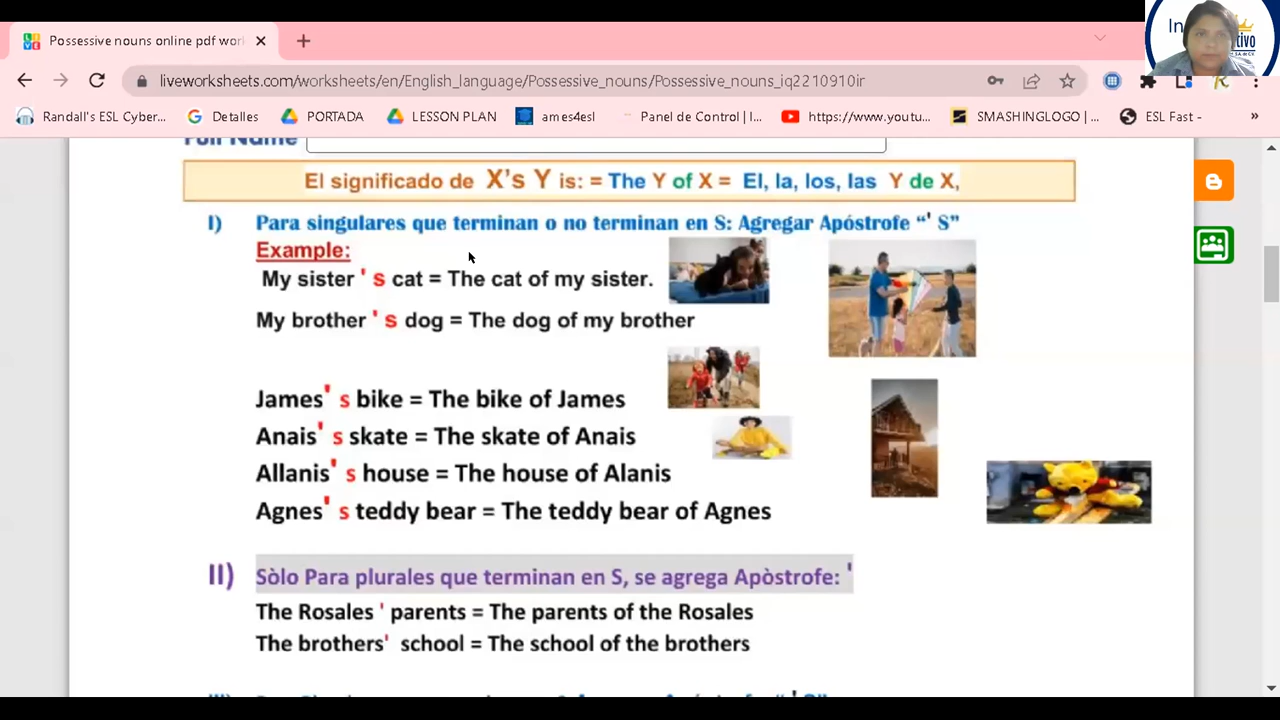 Possessive nouns online pdf wor
In
tivo
liveworksheets.com/worksheets/en/English_language/Possessive_nouns/Possessive_nouns_iq2210910ir
Randall's ESL Cyber...
Detalles
PORTADA
LESSON PLAN
ames4esl
Panel de Control | I...
https://www.youtu...
SMASHINGLOGO | ...
ESL Fast -
»
Full Name
El significado de X's Y is: = The Y of X = El, la, los, las Y de X,
I) Para singulares que terminan o no terminan en S: Agregar Apóstrofe “' S”
Example:
My sister 's cat = The cat of my sister.
My brother 's dog = The dog of my brother
James' s bike = The bike of James
Anais' s skate = The skate of Anais
Allanis' s house = The house of Alanis
Agnes' s teddy bear = The teddy bear of Agnes
II) Sòlo Para plurales que terminan en S, se agrega Apòstrofe: '
The Rosales ' parents = The parents of the Rosales
The brothers' school = The school of the brothers